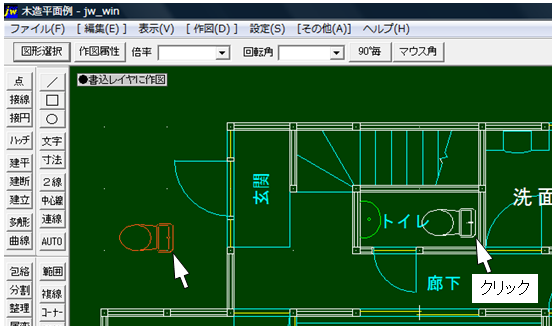 jw 木造平面例 - jw_win
ファイル(F) [ 編集(E) ] 表示(V) [ 作図(D) ] 設定(S) [その他(A)] ヘルプ(H)
図形選択 作図属性 倍率 回転角 90°毎 マウス角
●書込レイヤに作図
点 ／
接線 □
接円 ○
ハッチ 文字
建平 寸法
建断 2線
建立 中心線
多角形 連線
曲線 AUTO
包絡 範囲
分割 複線
整理 コーナー
玄関
トイレ
洗面
廊下
クリック